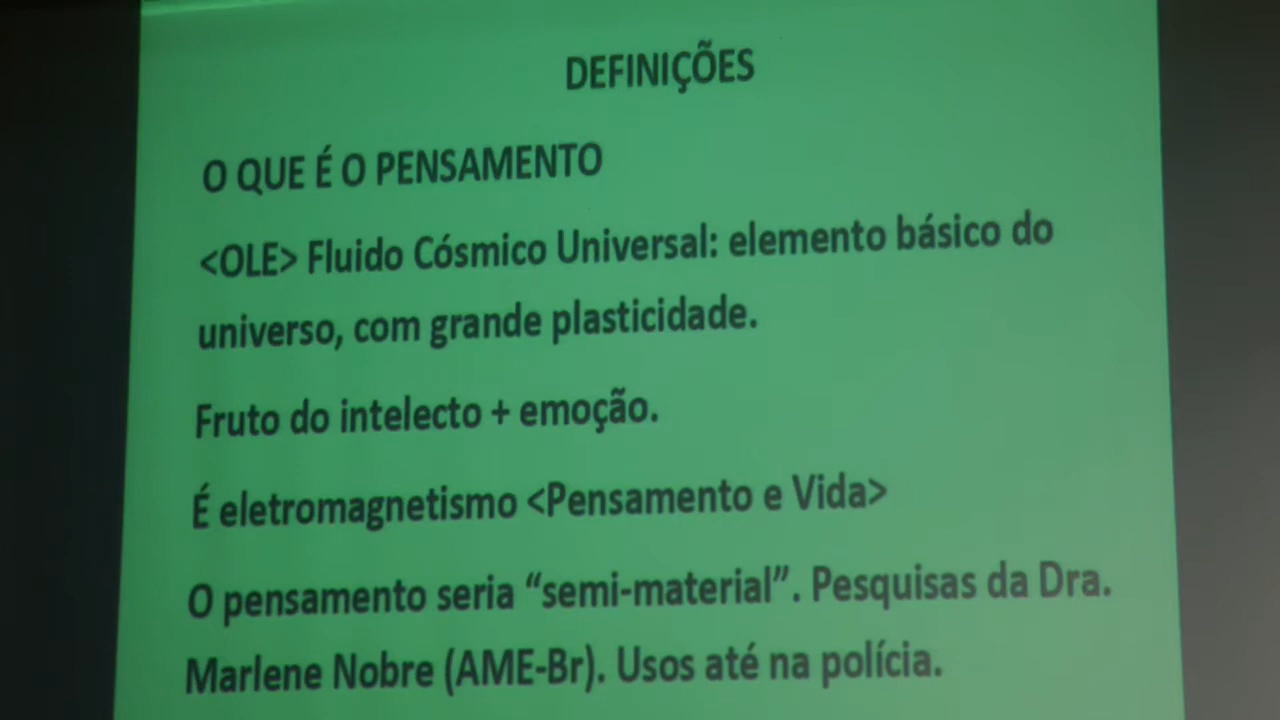 DEFINIÇÕES
O QUE É O PENSAMENTO
<OLE> Fluido Cósmico Universal: elemento básico do
universo, com grande plasticidade.
Fruto do intelecto + emoção.
É eletromagnetismo <Pensamento e Vida>
O pensamento seria “semi-material”. Pesquisas da Dra.
Marlene Nobre (AME-Br). Usos até na polícia.